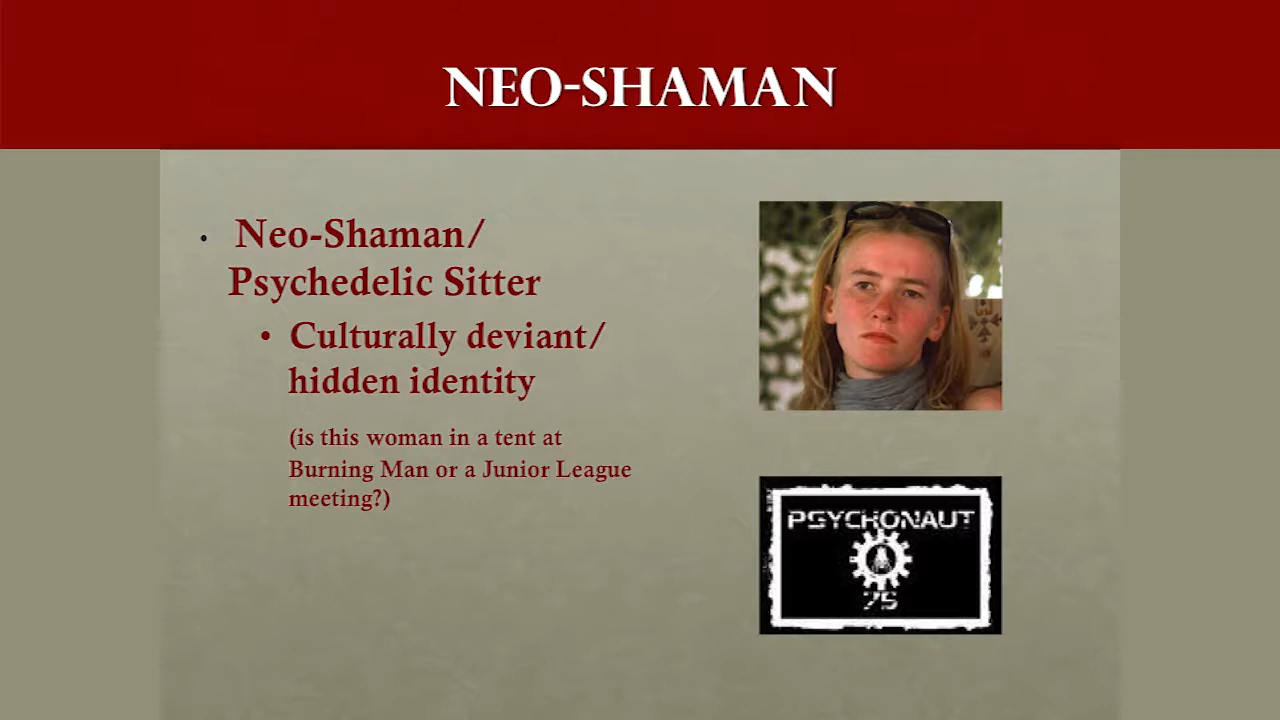 NEO-SHAMAN
• Neo-Shaman/
Psychedelic Sitter
• Culturally deviant/
hidden identity
(is this woman in a tent at
Burning Man or a Junior League
meeting?)
PSYCHONAUT
75